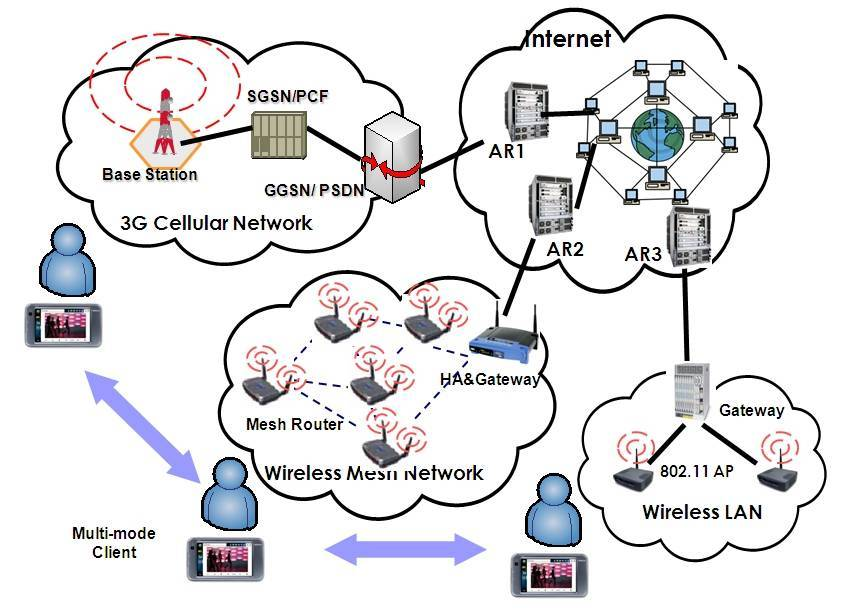 Internet
SGSN/PCF
AR1
Base Station
GGSN/ PSDN
3G Cellular Network
AR2
AR3
HA&Gateway
Mesh Router
Gateway
Wireless Mesh Network
802.11 AP
Wireless LAN
Multi-mode
Client